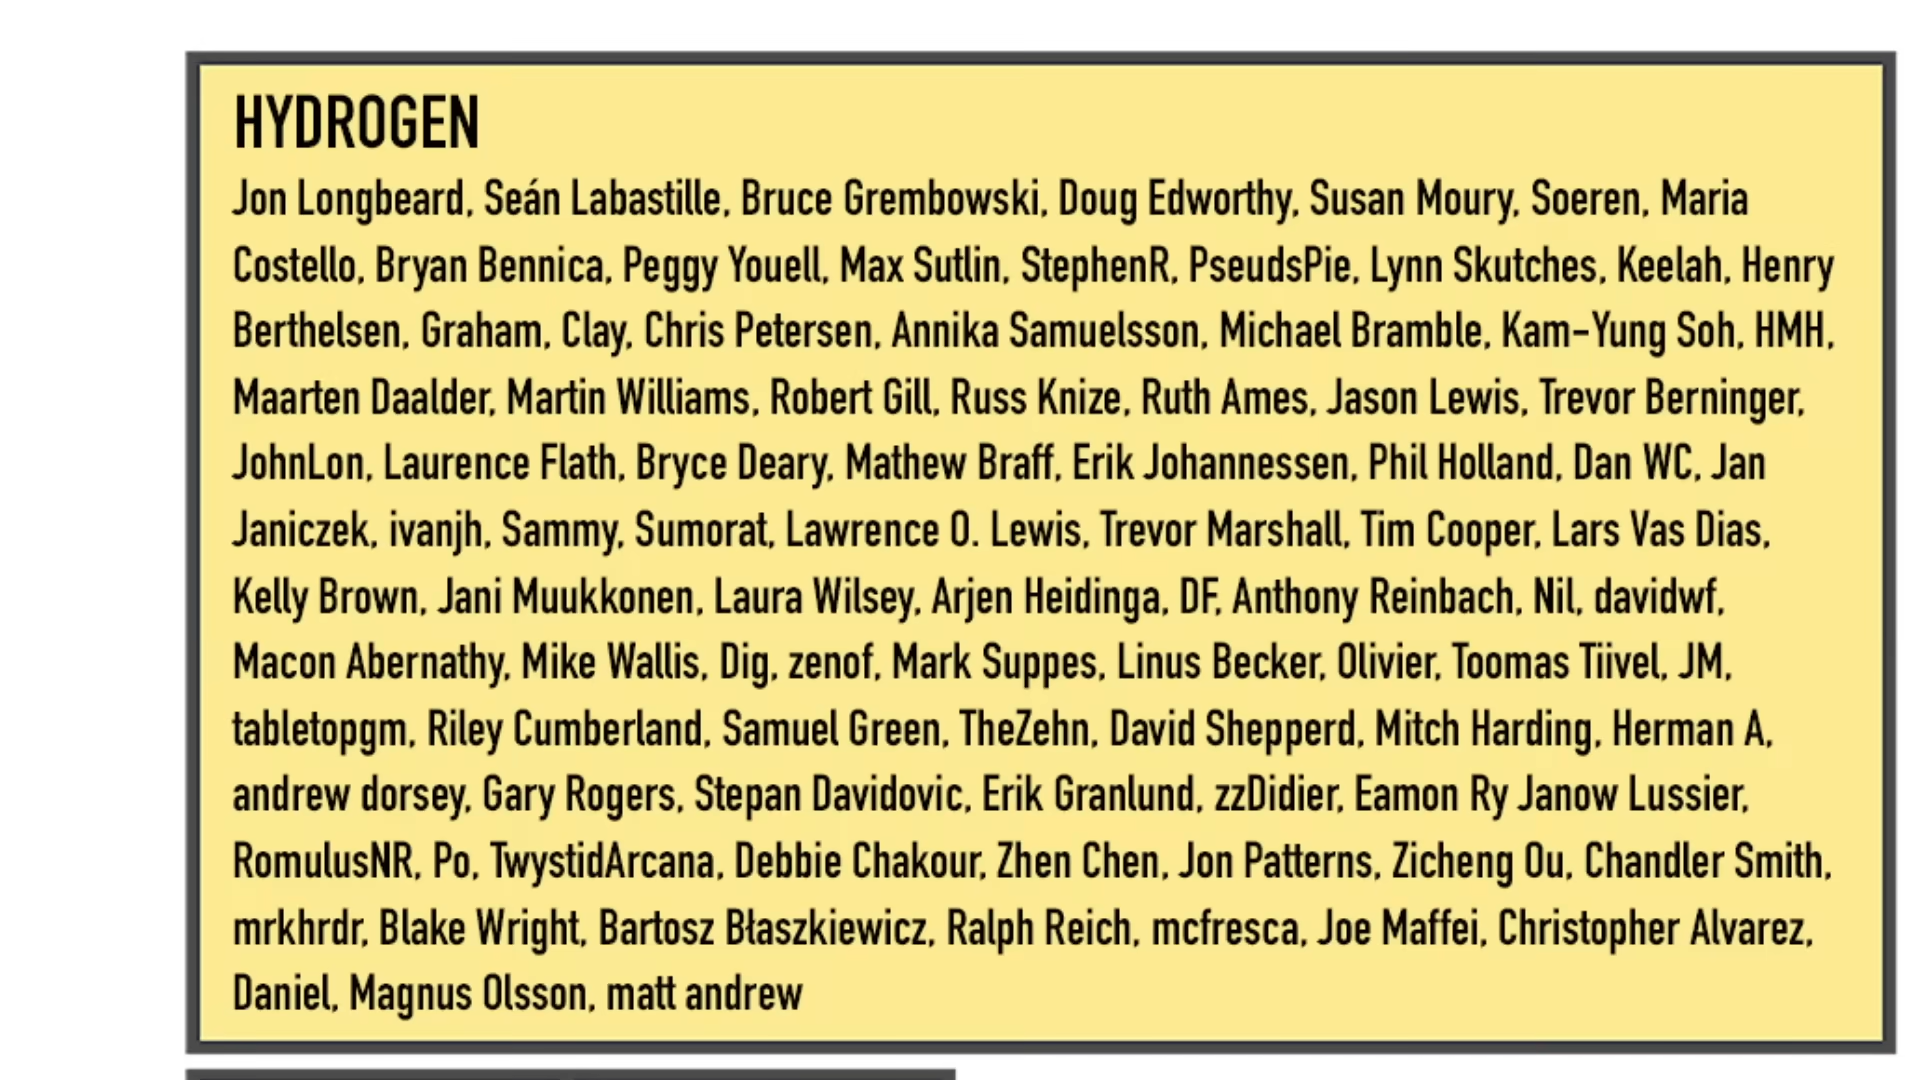 HYDROGEN
Jon Longbeard, Seán Labastille, Bruce Grembowski, Doug Edworthy, Susan Moury, Soeren, Maria
Costello, Bryan Bennica, Peggy Youell, Max Sutlin, StephenR, PseudsPie, Lynn Skutches, Keelah, Henry
Berthelsen, Graham, Clay, Chris Petersen, Annika Samuelsson, Michael Bramble, Kam-Yung Soh, HMH,
Maarten Daalder, Martin Williams, Robert Gill, Russ Knize, Ruth Ames, Jason Lewis, Trevor Berninger,
JohnLon, Laurence Flath, Bryce Deary, Mathew Braff, Erik Johannessen, Phil Holland, Dan WC, Jan
Janiczek, ivanjh, Sammy, Sumorat, Lawrence O. Lewis, Trevor Marshall, Tim Cooper, Lars Vas Dias,
Kelly Brown, Jani Muukkonen, Laura Wilsey, Arjen Heidinga, DF, Anthony Reinbach, Nil, davidwf,
Macon Abernathy, Mike Wallis, Dig, zenof, Mark Suppes, Linus Becker, Olivier, Toomas Tiivel, JM,
tabletopgm, Riley Cumberland, Samuel Green, TheZehn, David Shepperd, Mitch Harding, Herman A,
andrew dorsey, Gary Rogers, Stepan Davidovic, Erik Granlund, zzDidier, Eamon Ry Janow Lussier,
RomulusNR, Po, TwystidArcana, Debbie Chakour, Zhen Chen, Jon Patterns, Zicheng Ou, Chandler Smith,
mrkhrdr, Blake Wright, Bartosz Błaszkiewicz, Ralph Reich, mcfresca, Joe Maffei, Christopher Alvarez,
Daniel, Magnus Olsson, matt andrew